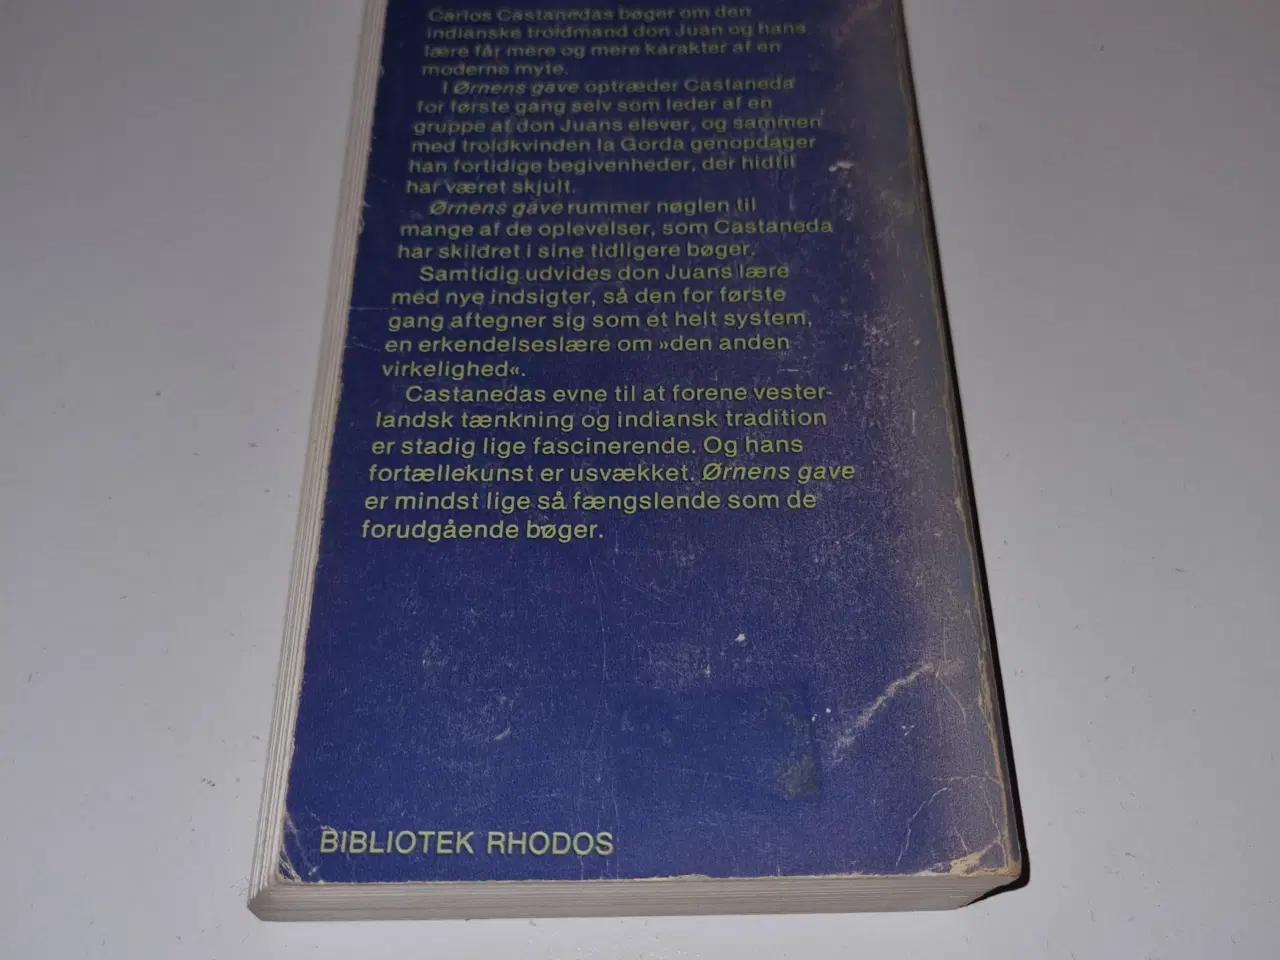 Carlos Castanedas bøger om den
indianske troldmand don Juan og hans
lære får mere og mere karakter af en
moderne myte.
I Ørnens gave optræder Castaneda
for første gang selv som leder af en
gruppe af don Juans elever, og sammen
med troldkvinden la Gorda genopdager
han fortidige begivenheder, der hidtil
har været skjult.
Ørnens gave rummer nøglen til
mange af de oplevelser, som Castaneda
har skildret i sine tidligere bøger.
Samtidig udvides don Juans lære
med nye indsigter, så den for første
gang aftegner sig som et helt system,
en erkendelseslære om »den anden
virkelighed«.
Castanedas evne til at forene vester-
landsk tænkning og indiansk tradition
er stadig lige fascinerende. Og hans
fortællekunst er usvækket. Ørnens gave
er mindst lige så fængslende som de
forudgående bøger.
BIBLIOTEK RHODOS